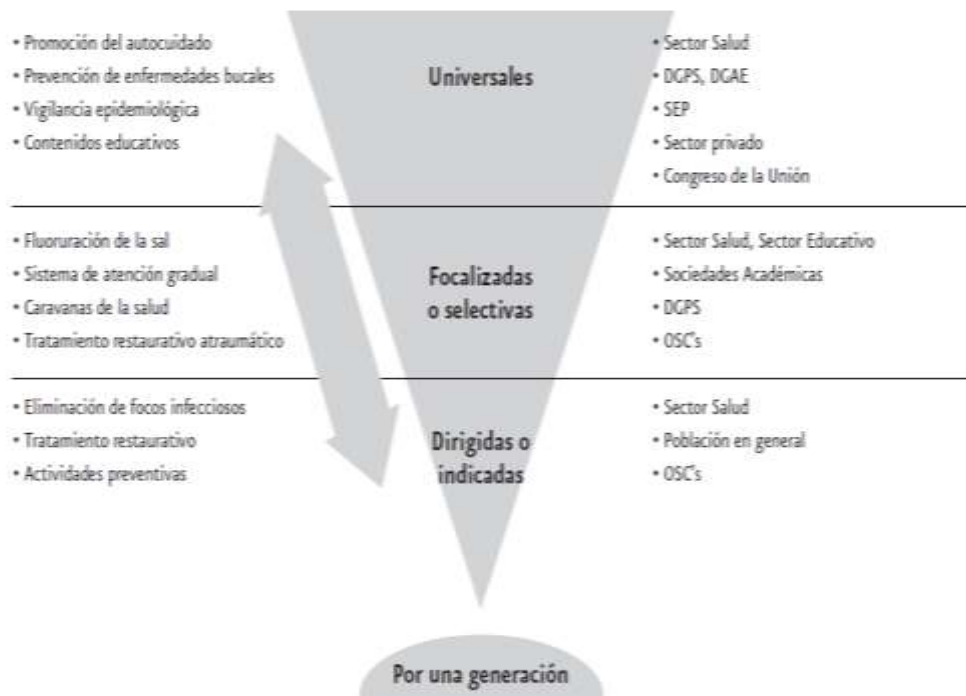 • Promoción del autocuidado
• Prevención de enfermedades bucales
• Vigilancia epidemiológica
• Contenidos educativos
Universales
• Sector Salud
• DGPS, DGAE
• SEP
• Sector privado
• Congreso de la Unión
• Fluoruración de la sal
• Sistema de atención gradual
• Caravanas de la salud
• Tratamiento restaurativo atraumático
Focalizadas
o selectivas
• Sector Salud, Sector Educativo
• Sociedades Académicas
• DGPS
• OSC's
• Eliminación de focos infecciosos
• Tratamiento restaurativo
• Actividades preventivas
Dirigidas o
indicadas
• Sector Salud
• Población en general
• OSC's
Por una generación